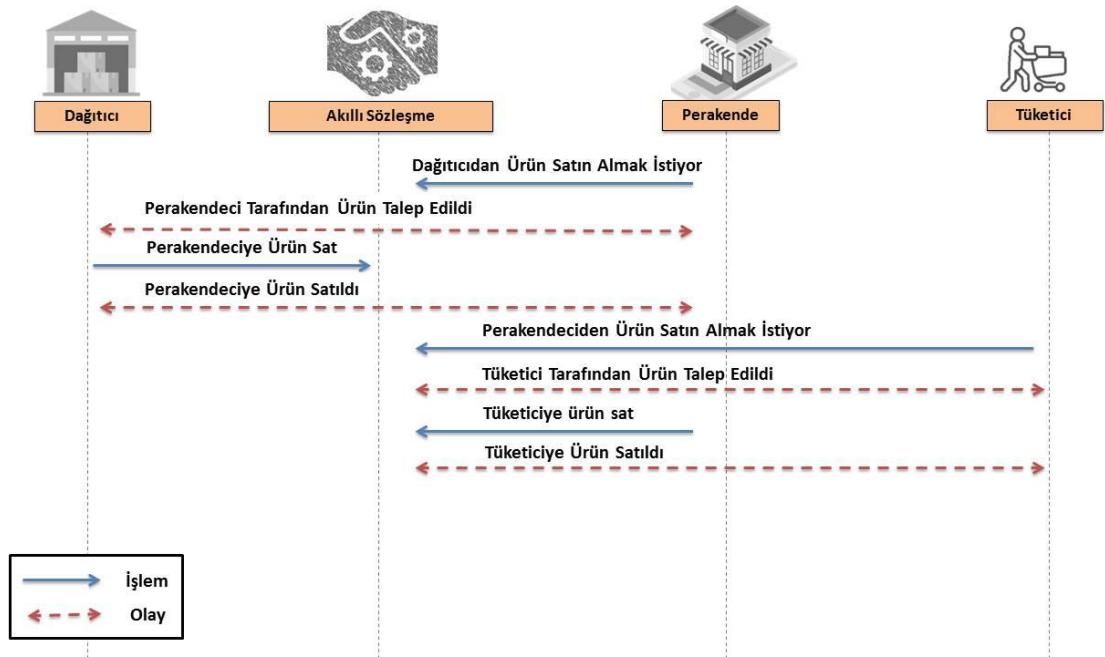 Dağıtıcı
Akıllı Sözleşme
Perakende
Tüketici
Dağıtıcıdan Ürün Satın Almak İstiyor
Perakendeci Tarafından Ürün Talep Edildi
Perakendeciye Ürün Sat
Perakendeciye Ürün Satıldı
Perakendeciden Ürün Satın Almak İstiyor
Tüketici Tarafından Ürün Talep Edildi
Tüketiciye ürün sat
Tüketiciye Ürün Satıldı
İşlem
Olay